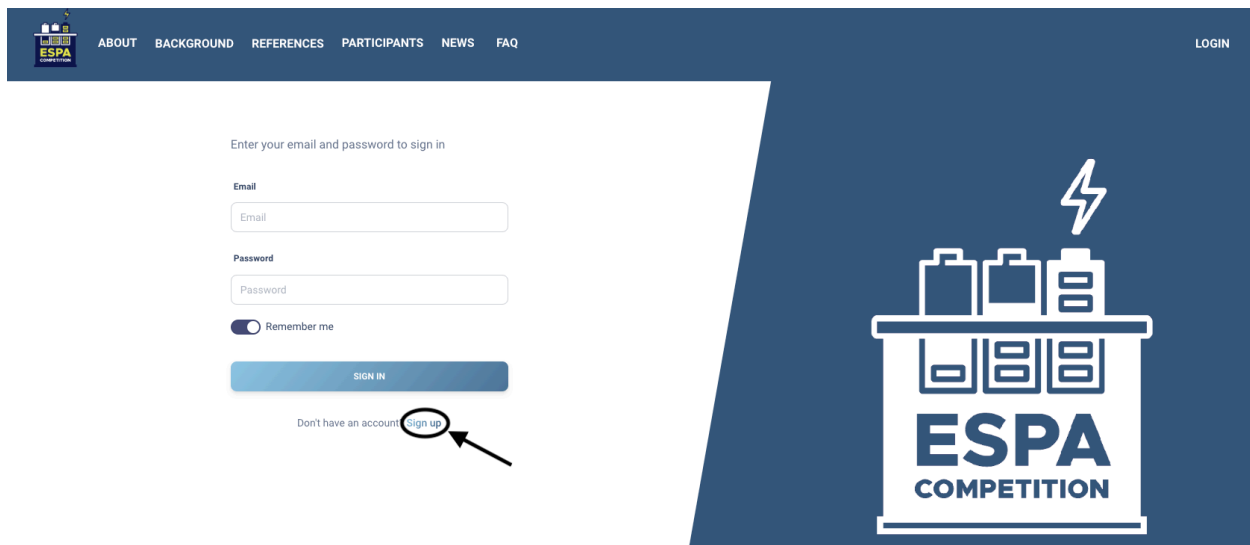 ESPA
COMPETITION
ABOUT BACKGROUND REFERENCES PARTICIPANTS NEWS FAQ LOGIN
Enter your email and password to sign in
Email
Email
Password
Password
Remember me
SIGN IN
Don't have an account Sign up
ESPA
COMPETITION